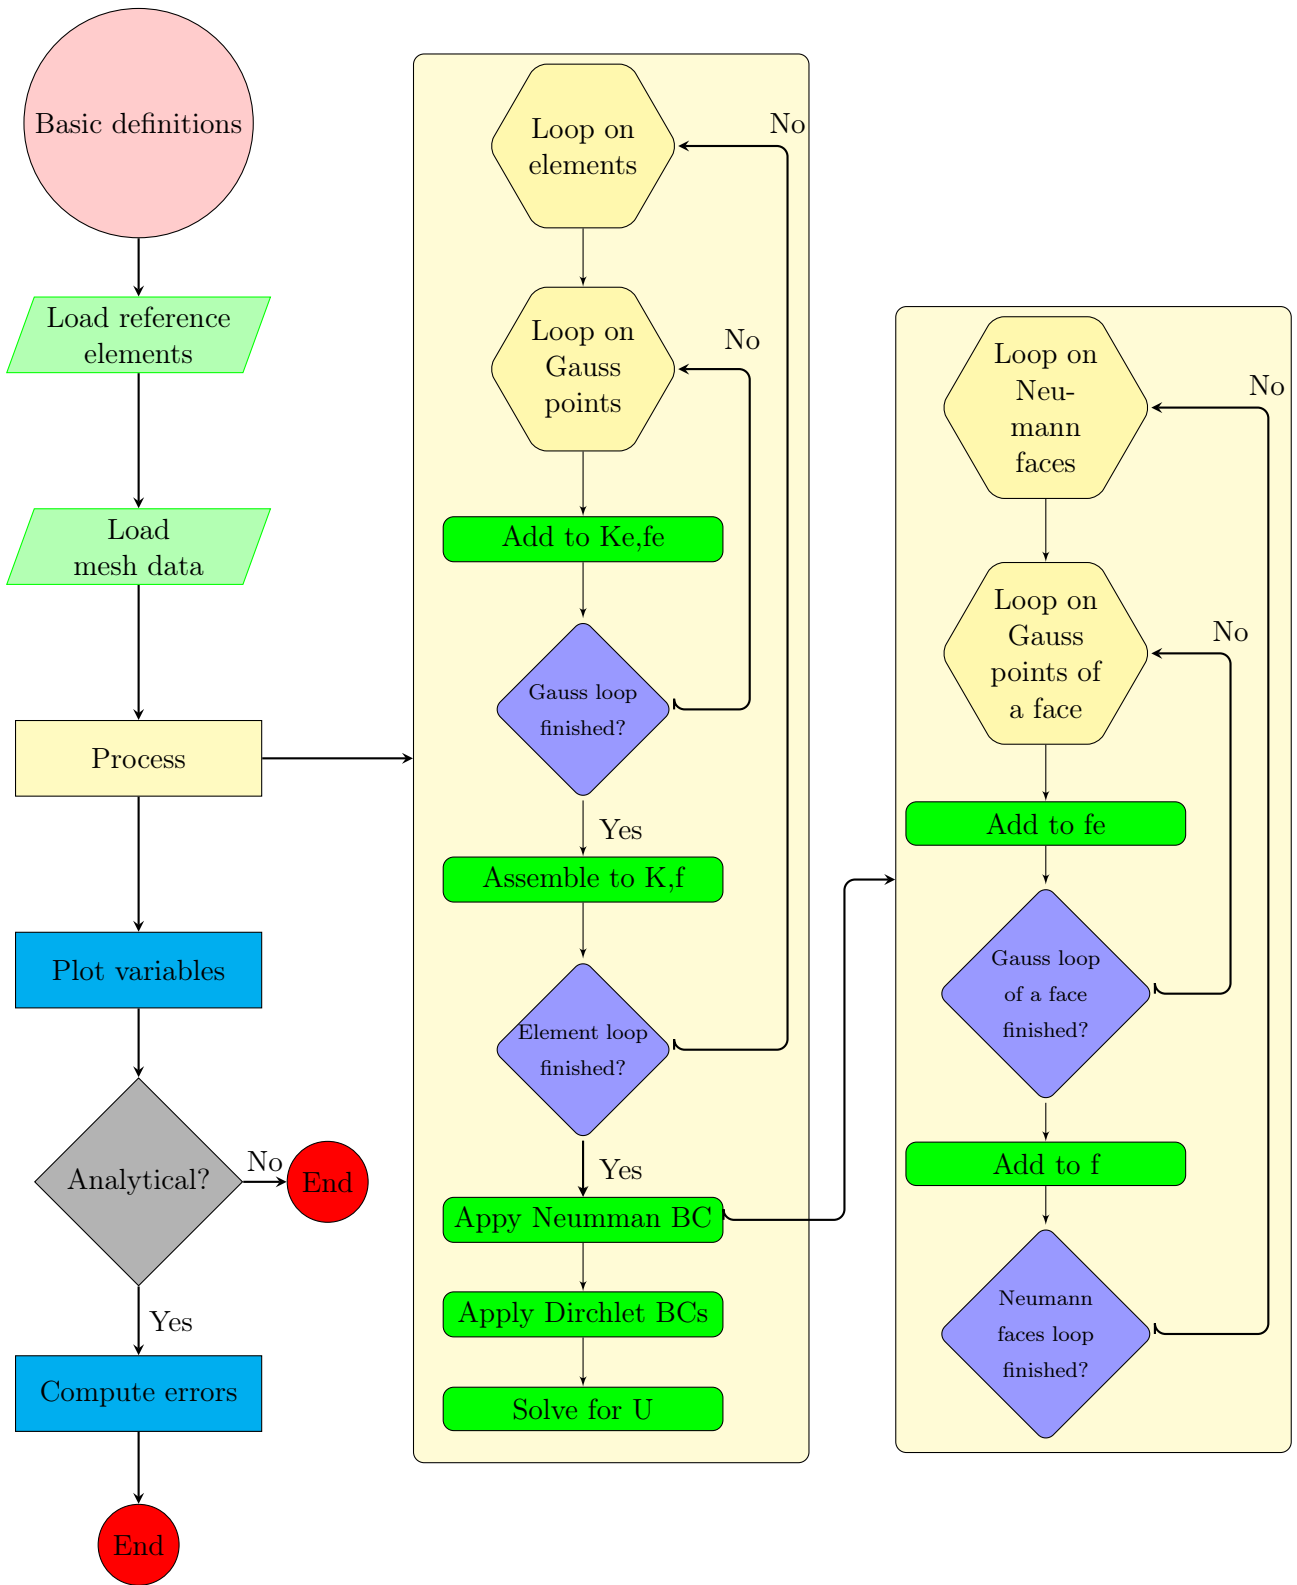 Basic definitions
Load reference
elements
Load
mesh data
Process
Plot variables
Analytical?
No
End
Yes
Compute errors
End
Loop on
elements
No
Loop on
Gauss
points
No
Add to Ke,fe
Gauss loop
finished?
Yes
Assemble to K,f
Element loop
finished?
Yes
Appy Neumman BC
Apply Dirchlet BCs
Solve for U
Loop on
Neu-
mann
faces
No
Loop on
Gauss
points of
a face
No
Add to fe
Gauss loop
of a face
finished?
Add to f
Neumann
faces loop
finished?